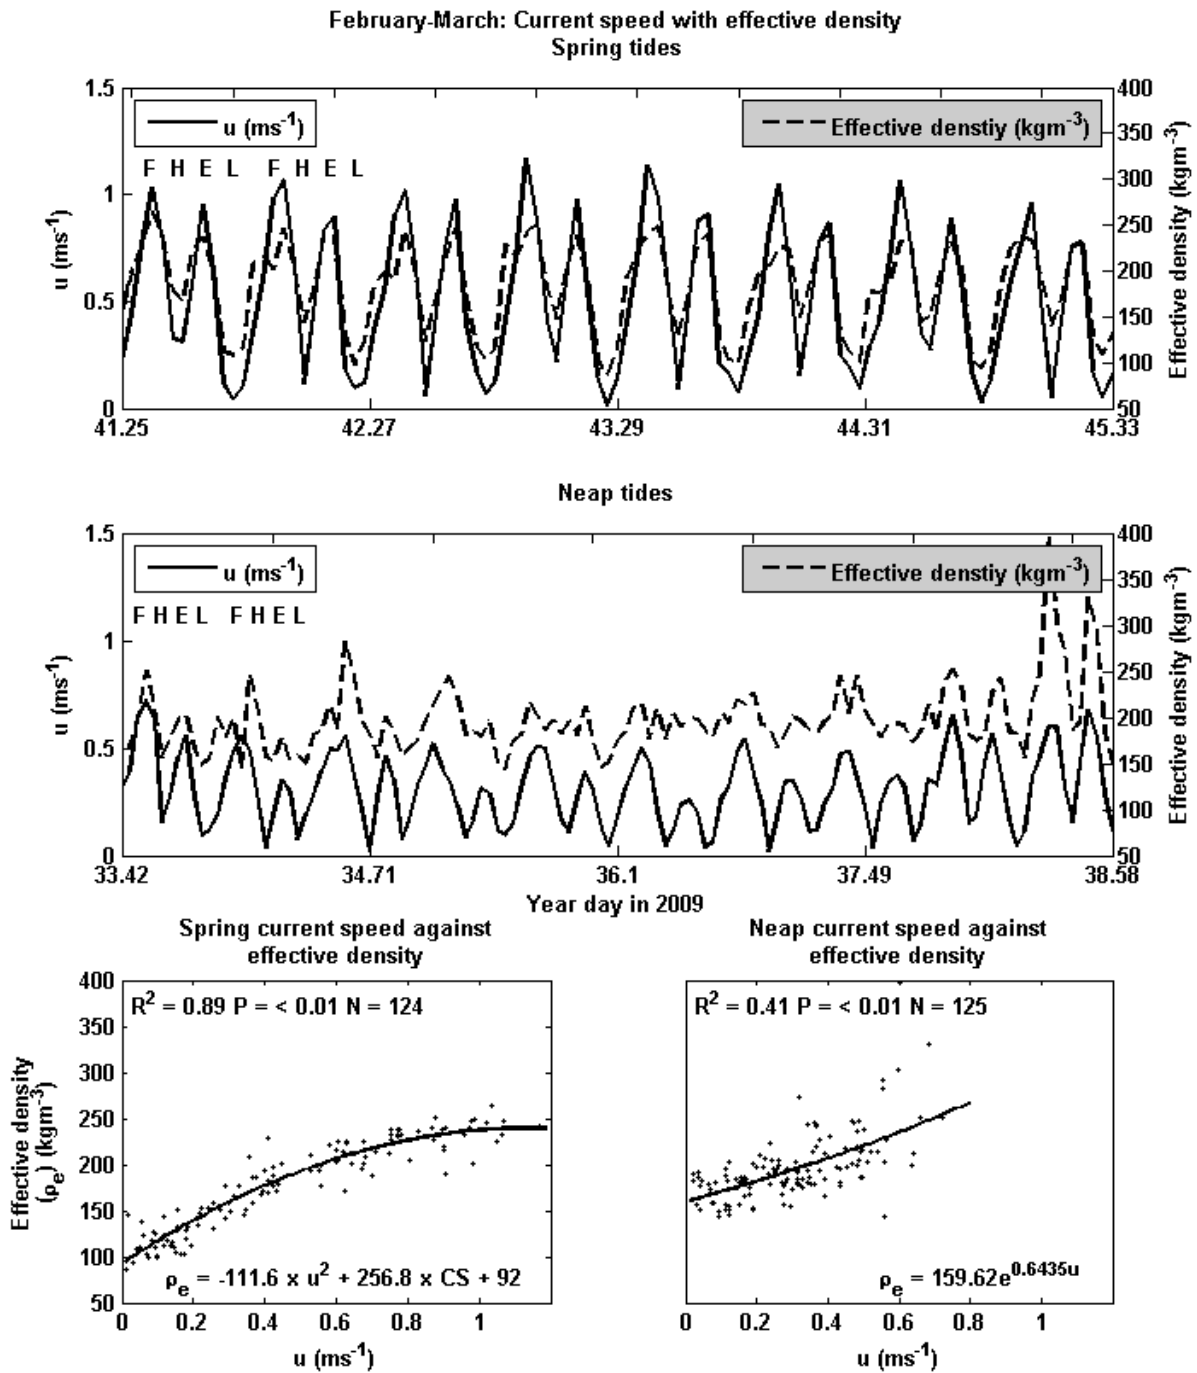 February-March: Current speed with effective density
Spring tides
1.5
1
0.5
0
u (ms⁻¹)
u (ms⁻¹)
F H E L F H E L
Effective denstiy (kgm⁻³)
400
350
300
250
200
150
100
50
Effective density (kgm⁻³)
41.25 42.27 43.29 44.31 45.33
Neap tides
1.5
1
0.5
0
u (ms⁻¹)
u (ms⁻¹)
F H E L F H E L
Effective denstiy (kgm⁻³)
400
350
300
250
200
150
100
50
Effective density (kgm⁻³)
33.42 34.71 36.1 37.49 38.58
Year day in 2009
Spring current speed against
effective density
R² = 0.89 P = < 0.01 N = 124
400
350
300
250
200
150
100
50
Effective density
(ρₑ) (kgm⁻³)
ρₑ = -111.6 x u² + 256.8 x CS + 92
0 0.2 0.4 0.6 0.8 1
u (ms⁻¹)
Neap current speed against
effective density
R² = 0.41 P = < 0.01 N = 125
ρₑ = 159.62e^0.6435u
0 0.2 0.4 0.6 0.8 1
u (ms⁻¹)